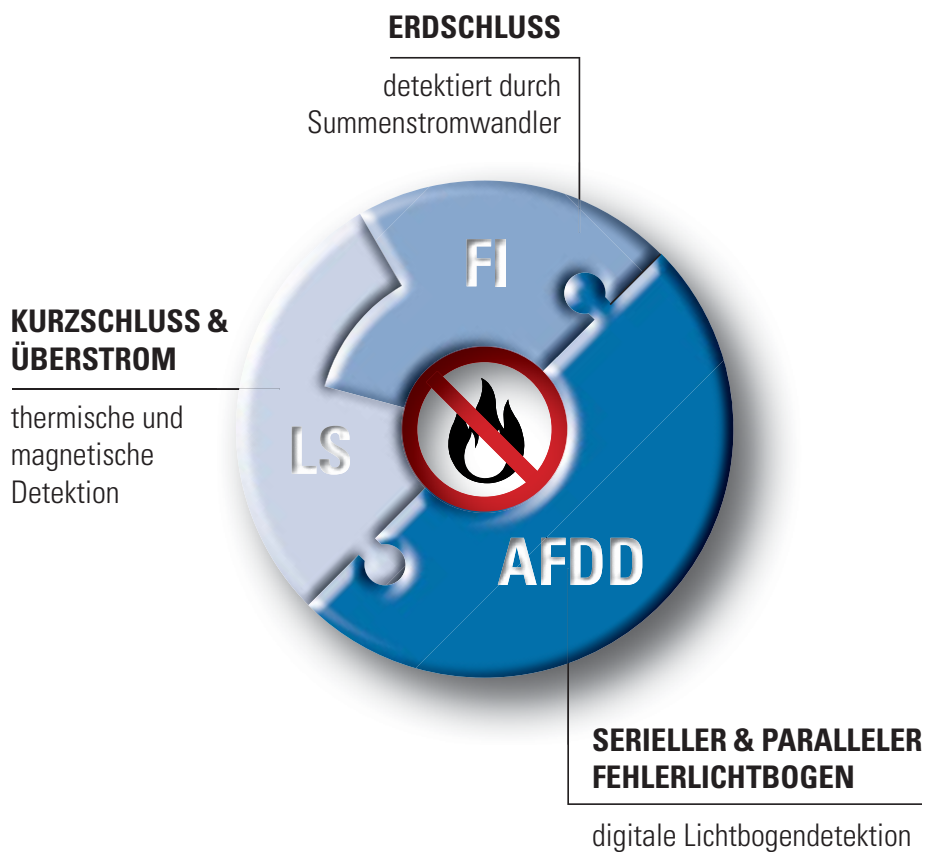 ERDSCHLUSS
detektiert durch
Summenstromwandler
FI
KURZSCHLUSS &
ÜBERSTROM
thermische und
magnetische
Detektion
LS
AFDD
SERIELLER & PARALLELER
FEHLERLICHTBOGEN
digitale Lichtbogendetektion